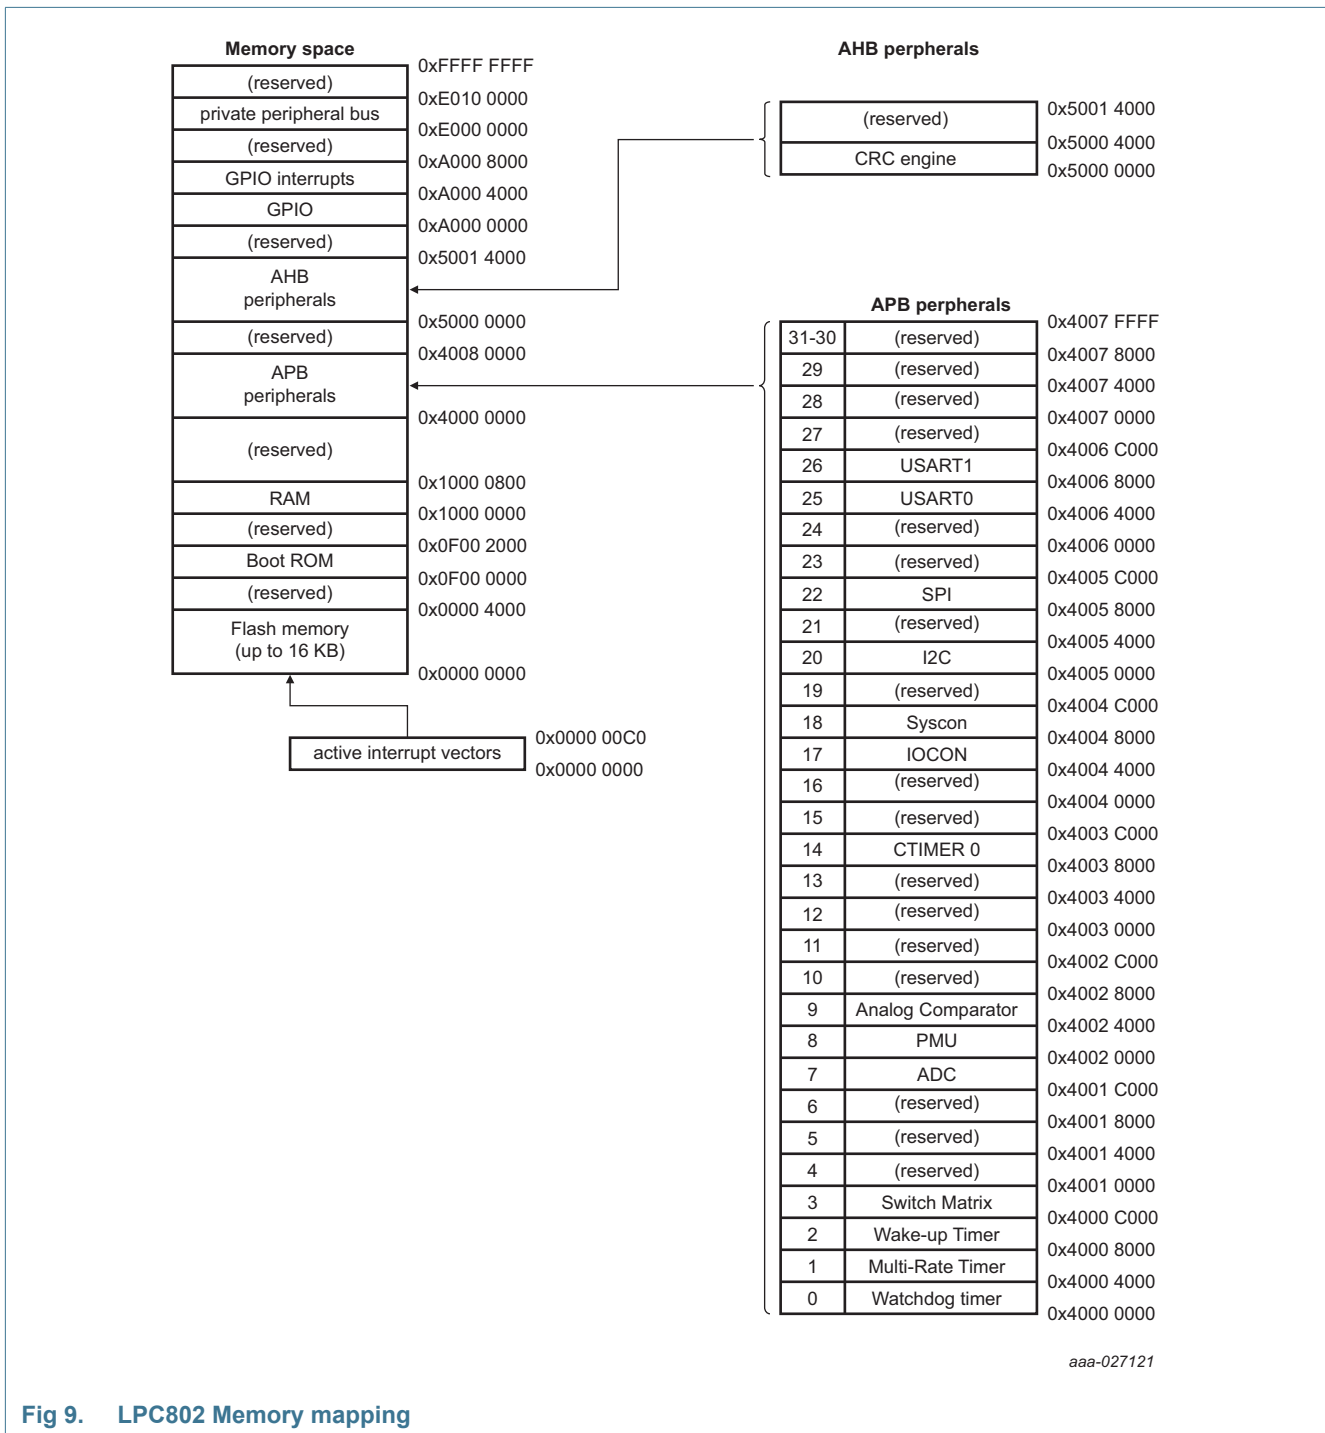 Memory space
0xFFFF FFFF
(reserved)
0xE010 0000
private peripheral bus
0xE000 0000
(reserved)
0xA000 8000
GPIO interrupts
0xA000 4000
GPIO
0xA000 0000
(reserved)
0x5001 4000
AHB
peripherals
0x5000 0000
(reserved)
0x4008 0000
APB
peripherals
0x4000 0000
(reserved)
0x1000 0800
RAM
0x1000 0000
(reserved)
0x0F00 2000
Boot ROM
0x0F00 0000
(reserved)
0x0000 4000
Flash memory
(up to 16 KB)
0x0000 0000
active interrupt vectors
0x0000 00C0
0x0000 0000
AHB perpherals
0x5001 4000
(reserved)
0x5000 4000
CRC engine
0x5000 0000
APB perpherals
0x4007 FFFF
31-30 (reserved)
0x4007 8000
29 (reserved)
0x4007 4000
28 (reserved)
0x4007 0000
27 (reserved)
0x4006 C000
26 USART1
0x4006 8000
25 USART0
0x4006 4000
24 (reserved)
0x4006 0000
23 (reserved)
0x4005 C000
22 SPI
0x4005 8000
21 (reserved)
0x4005 4000
20 I2C
0x4005 0000
19 (reserved)
0x4004 C000
18 Syscon
0x4004 8000
17 IOCON
0x4004 4000
16 (reserved)
0x4004 0000
15 (reserved)
0x4003 C000
14 CTIMER 0
0x4003 8000
13 (reserved)
0x4003 4000
12 (reserved)
0x4003 0000
11 (reserved)
0x4002 C000
10 (reserved)
0x4002 8000
9 Analog Comparator
0x4002 4000
8 PMU
0x4002 0000
7 ADC
0x4001 C000
6 (reserved)
0x4001 8000
5 (reserved)
0x4001 4000
4 (reserved)
0x4001 0000
3 Switch Matrix
0x4000 C000
2 Wake-up Timer
0x4000 8000
1 Multi-Rate Timer
0x4000 4000
0 Watchdog timer
0x4000 0000
aaa-027121
Fig 9. LPC802 Memory mapping